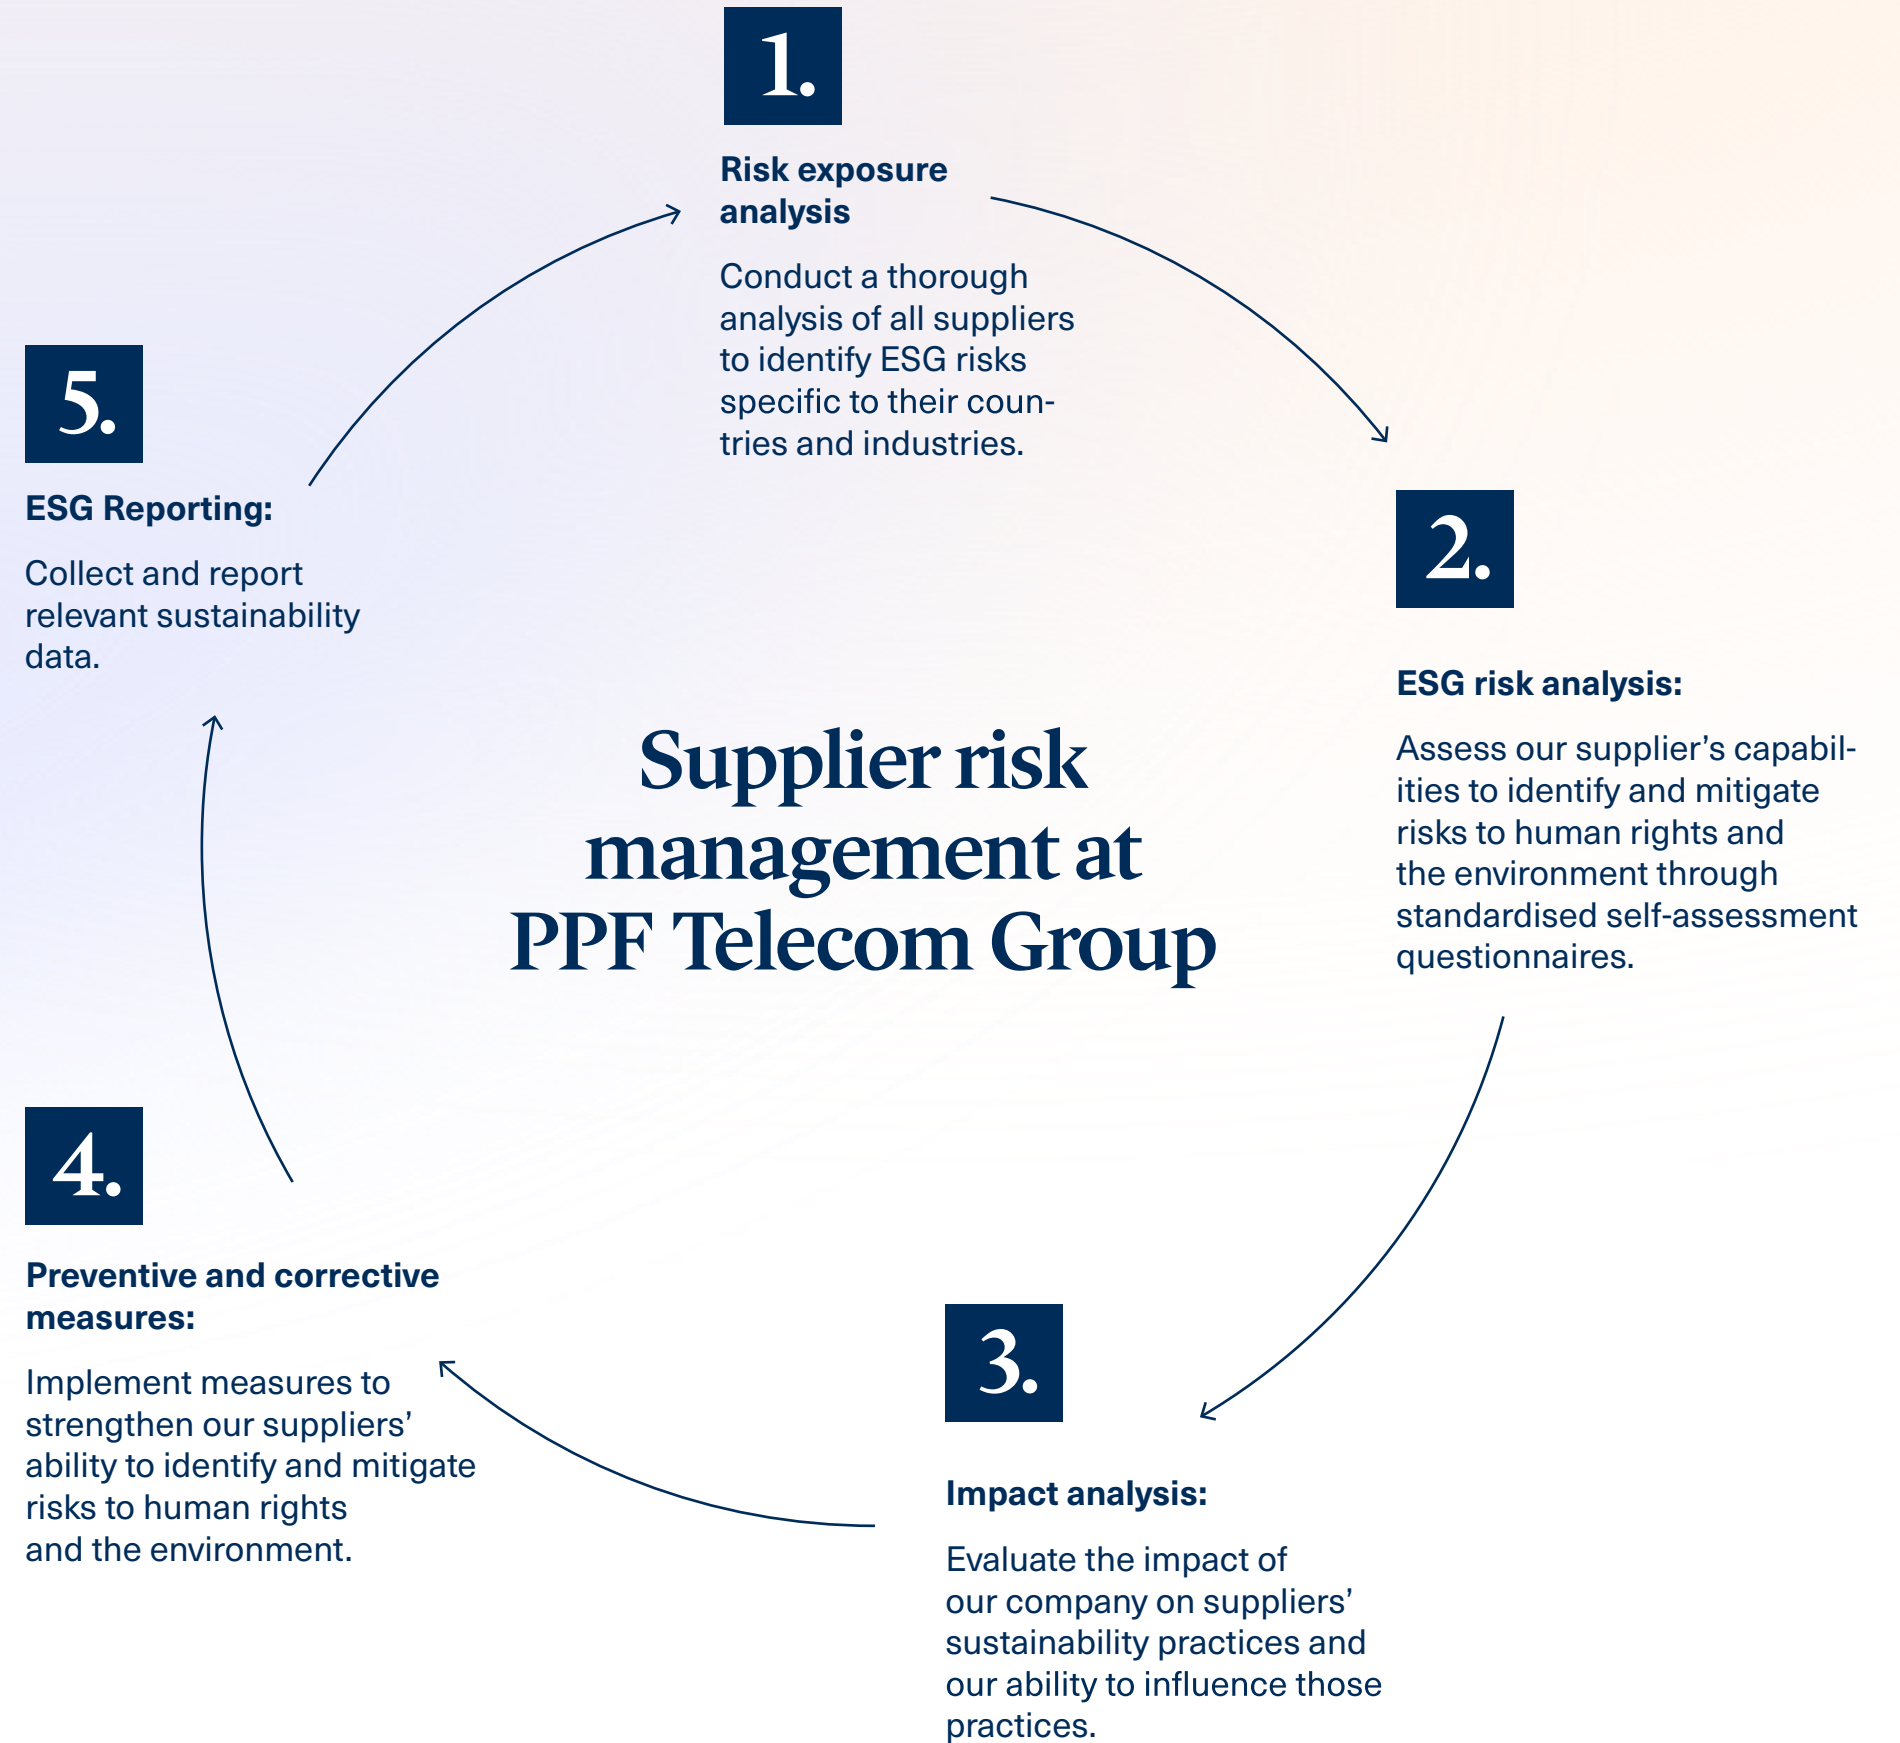 1.
Risk exposure
analysis
Conduct a thorough
analysis of all suppliers
to identify ESG risks
specific to their coun-
tries and industries.
2.
ESG risk analysis:
Assess our supplier’s capabil-
ities to identify and mitigate
risks to human rights and
the environment through
standardised self-assessment
questionnaires.
3.
Impact analysis:
Evaluate the impact of
our company on suppliers’
sustainability practices and
our ability to influence those
practices.
4.
Preventive and corrective
measures:
Implement measures to
strengthen our suppliers’
ability to identify and mitigate
risks to human rights
and the environment.
5.
ESG Reporting:
Collect and report
relevant sustainability
data.
Supplier risk
management at
PPF Telecom Group